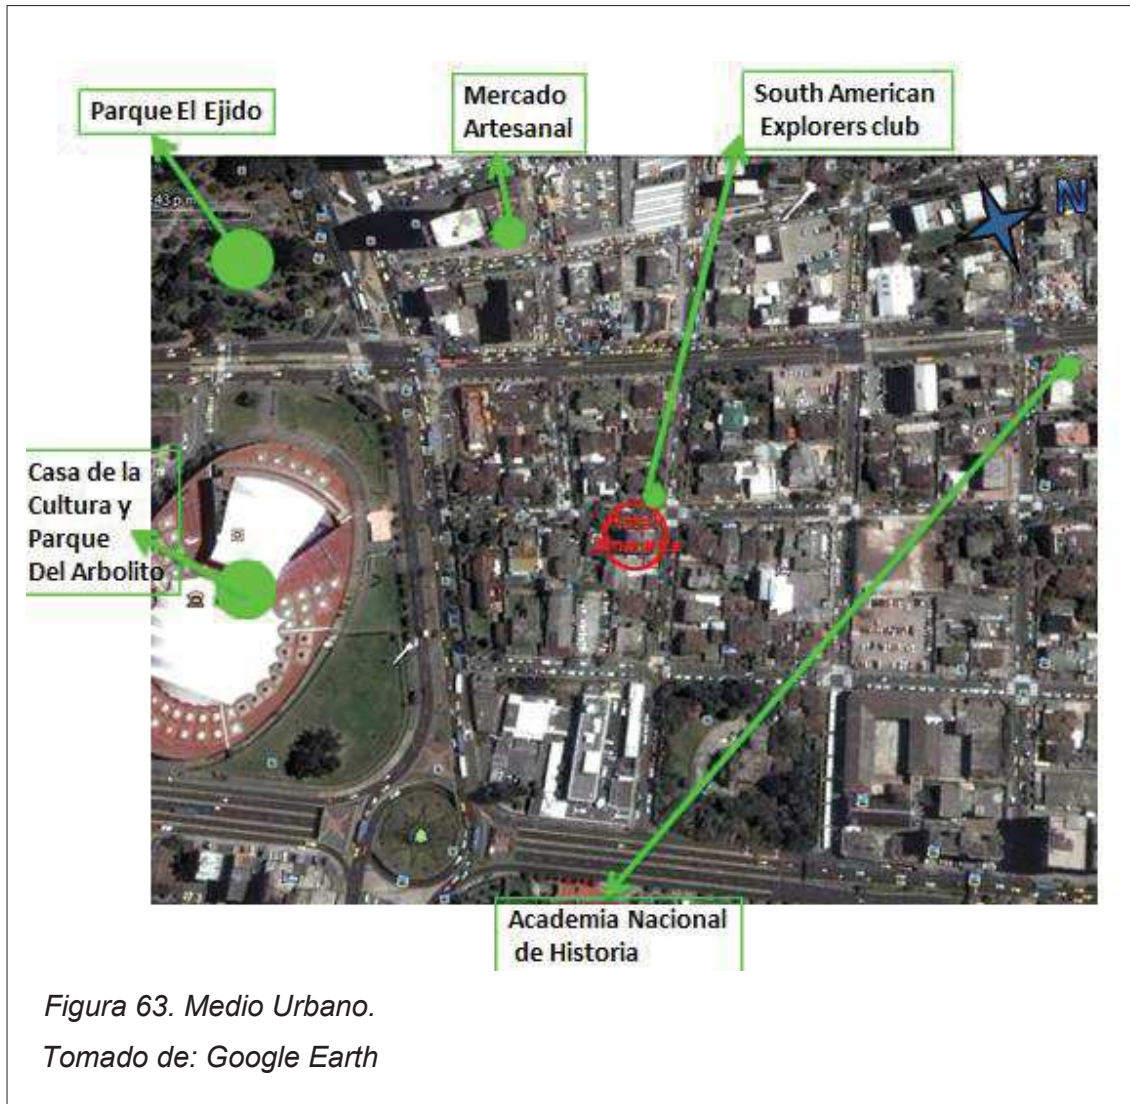 Parque El Ejido
Mercado
Artesanal
South American
Explorers club
43 p.m
N
Casa de la
Cultura y
Parque
Del Arbolito
Academia Nacional
de Historia
Figura 63. Medio Urbano.
Tomado de: Google Earth